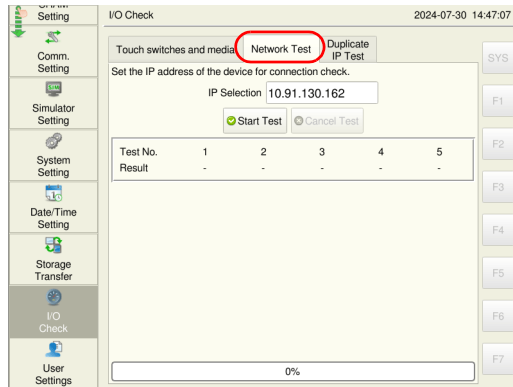 Setting
I/O Check
2024-07-30 14:47:07
Comm.
Setting
Simulator
Setting
System
Setting
Date/Time
Setting
Storage
Transfer
I/O
Check
User
Settings
Touch switches and media
Network Test
Duplicate
IP Test
Set the IP address of the device for connection check.
IP Selection 10.91.130.162
Start Test
Cancel Test
Test No. 1 2 3 4 5
Result - - - - -
0%
SYS
F1
F2
F3
F4
F5
F6
F7